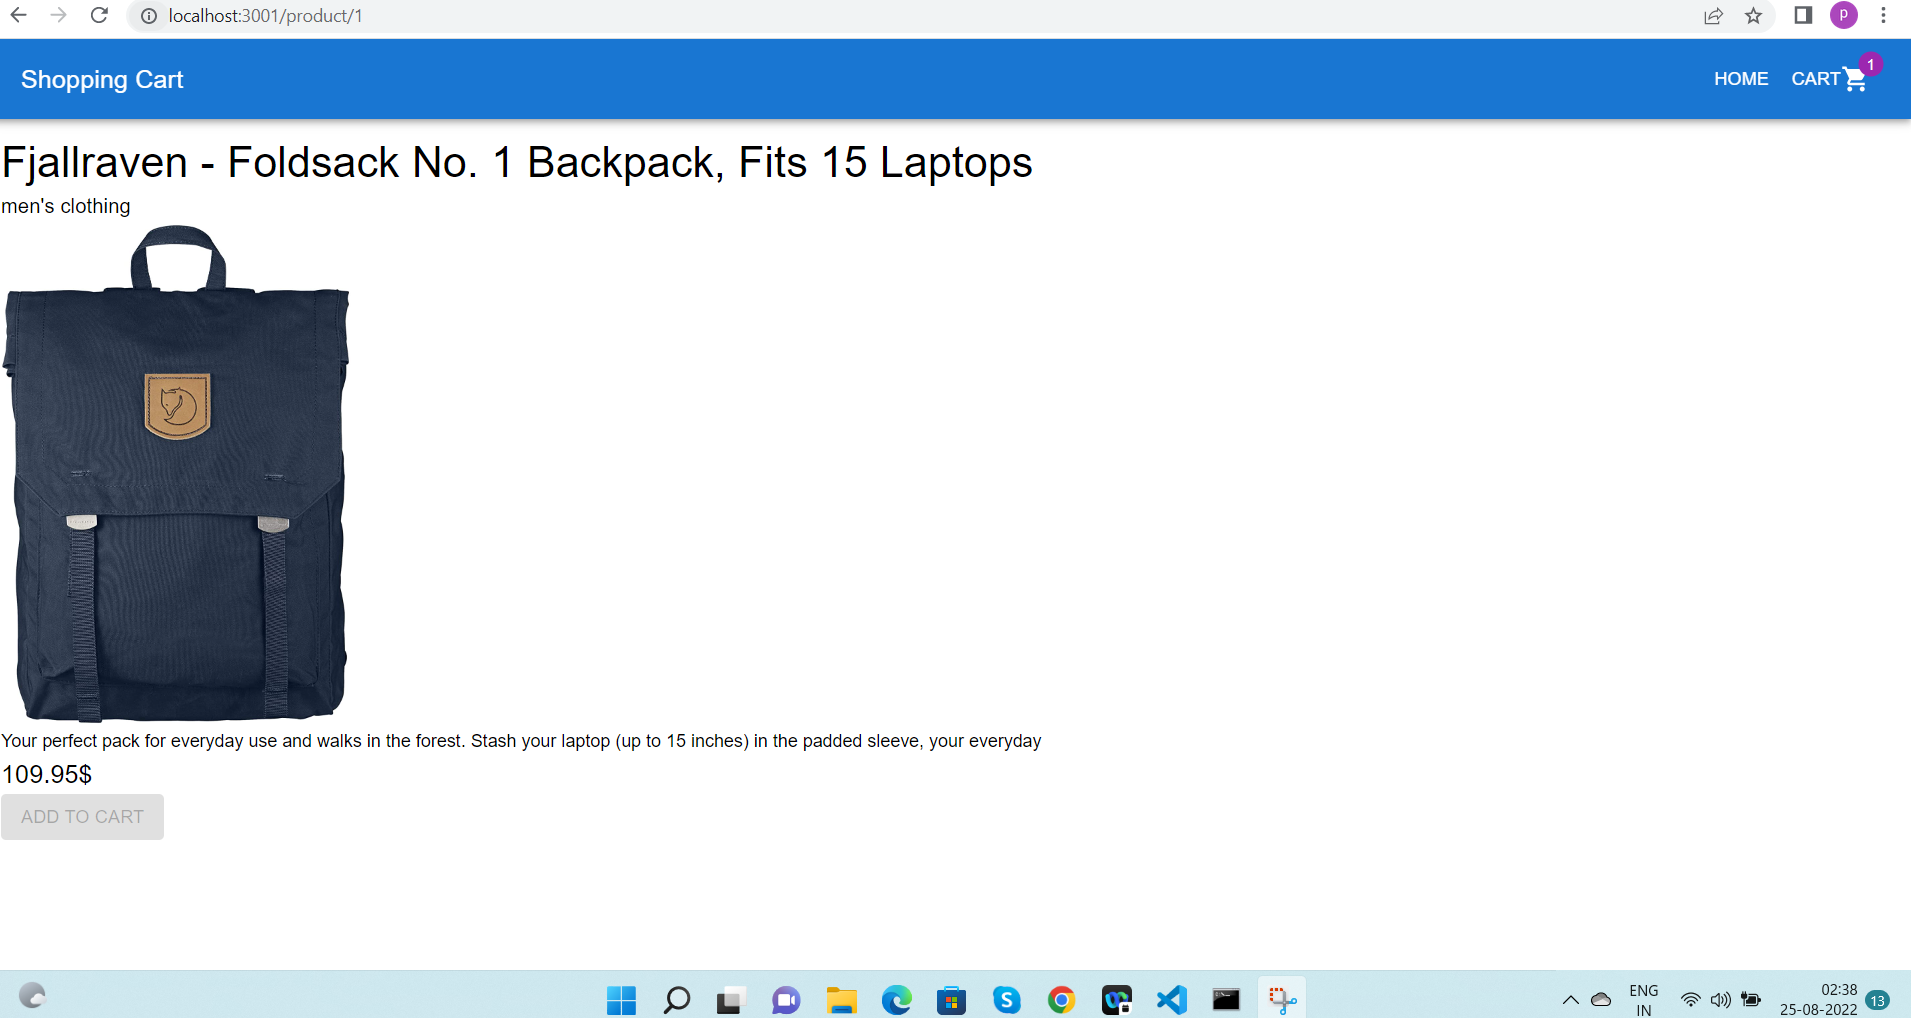 localhost:3001/product/1
P
Shopping Cart
HOME
CART
1
Fjallraven - Foldsack No. 1 Backpack, Fits 15 Laptops
men's clothing
Your perfect pack for everyday use and walks in the forest. Stash your laptop (up to 15 inches) in the padded sleeve, your everyday
109.95$
ADD TO CART
ENG
IN
02:38
25-08-2022
13